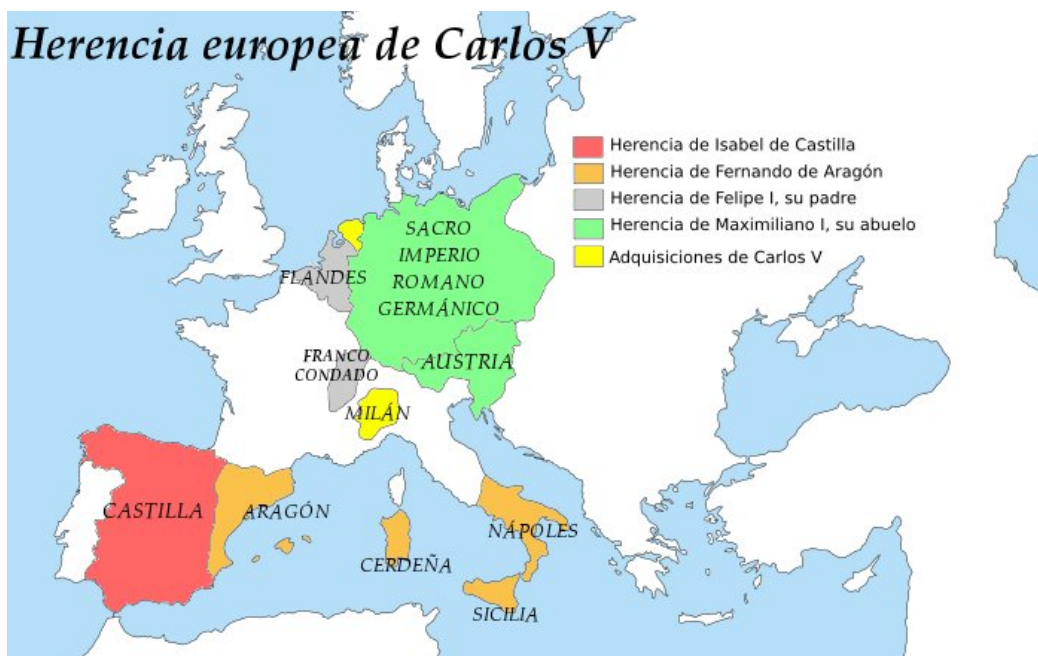 Herencia europea de Carlos V
Herencia de Isabel de Castilla
Herencia de Fernando de Aragón
Herencia de Felipe I, su padre
Herencia de Maximiliano I, su abuelo
Adquisiciones de Carlos V
SACRO
IMPERIO
ROMANO
GERMÁNICO
FLANDES
FRANCO
CONDADO
AUSTRIA
MILÁN
CASTILLA
ARAGÓN
CERDEÑA
NÁPOLES
SICILIA